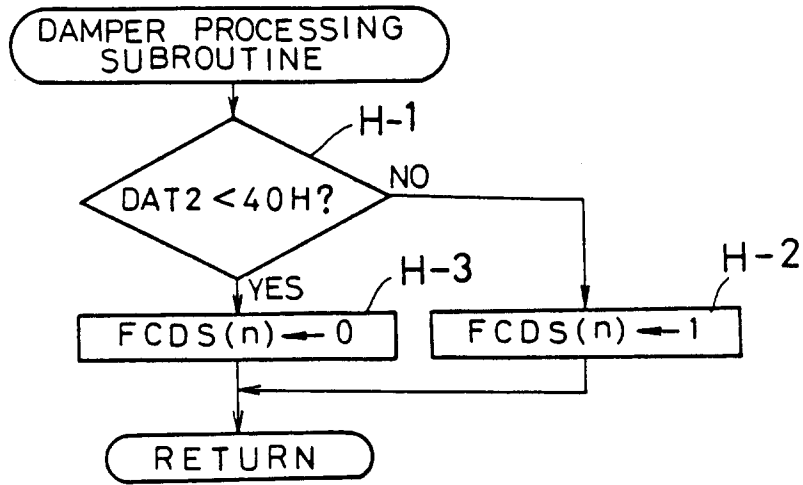 DAMPER PROCESSING
SUBROUTINE
H-1
DAT2 < 40H?
NO
YES
H-3
H-2
FCDS(n) ← 0
FCDS(n) ← 1
RETURN